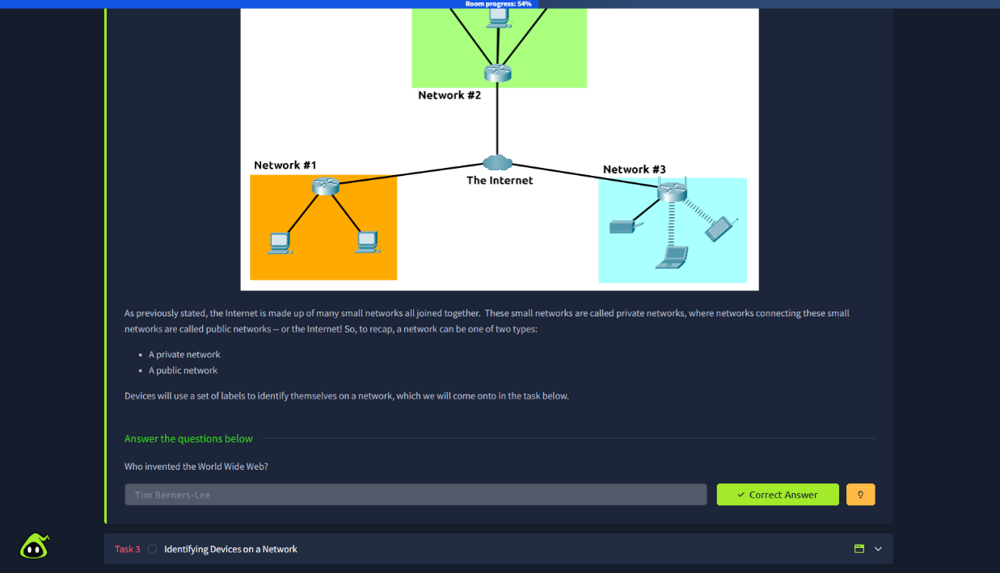 Room progress: 54%
Network #2
Network #1
The Internet
Network #3
As previously stated, the Internet is made up of many small networks all joined together.  These small networks are called private networks, where networks connecting these small
networks are called public networks -- or the Internet! So, to recap, a network can be one of two types:
• A private network
• A public network
Devices will use a set of labels to identify themselves on a network, which we will come onto in the task below.
Answer the questions below
Who invented the World Wide Web?
Tim Berners-Lee
Correct Answer
Task 3 Identifying Devices on a Network